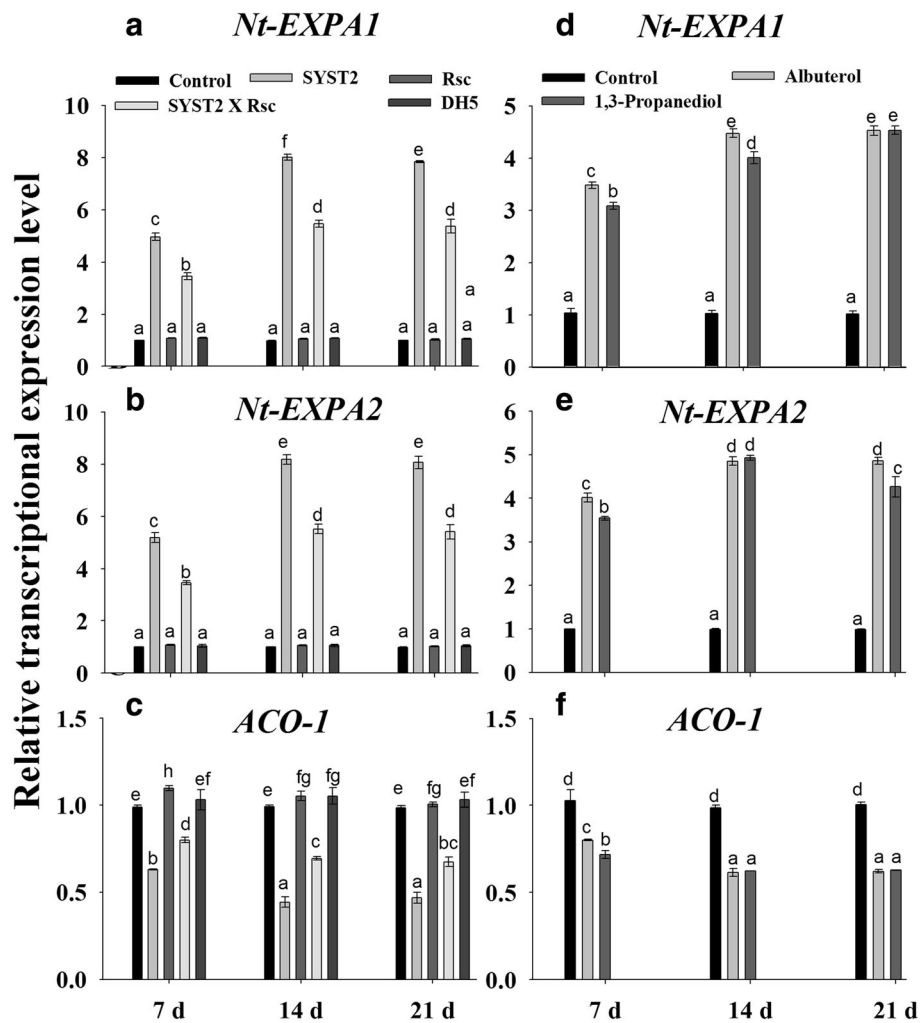 Relative transcriptional expression level
a Nt-EXPA1
Control SYST2 Rsc
SYST2 X Rsc DH5
10
8
6
4
2
0
a c a b a
a f a d a
a e a d a
b Nt-EXPA2
10
8
6
4
2
0
a c a b a
a e a d a
a e a d a
c ACO-1
1.5
1.0
0.5
0.0
e b h d ef
e a fg c fg
e a fg bc ef
7 d 14 d 21 d
d Nt-EXPA1
Control Albuterol
1,3-Propanediol
5
4
3
2
1
0
a c b
a e d
a e e
e Nt-EXPA2
6
5
4
3
2
1
0
a c b
a d d
a d c
f ACO-1
1.5
1.0
0.5
0.0
d c b
d a a
d a a
7 d 14 d 21 d